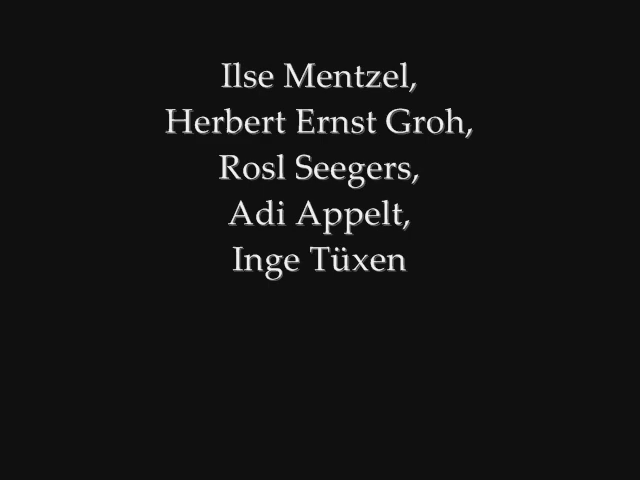 Ilse Mentzel,
Herbert Ernst Groh,
Rosl Seegers,
Adi Appelt,
Inge Tüxen